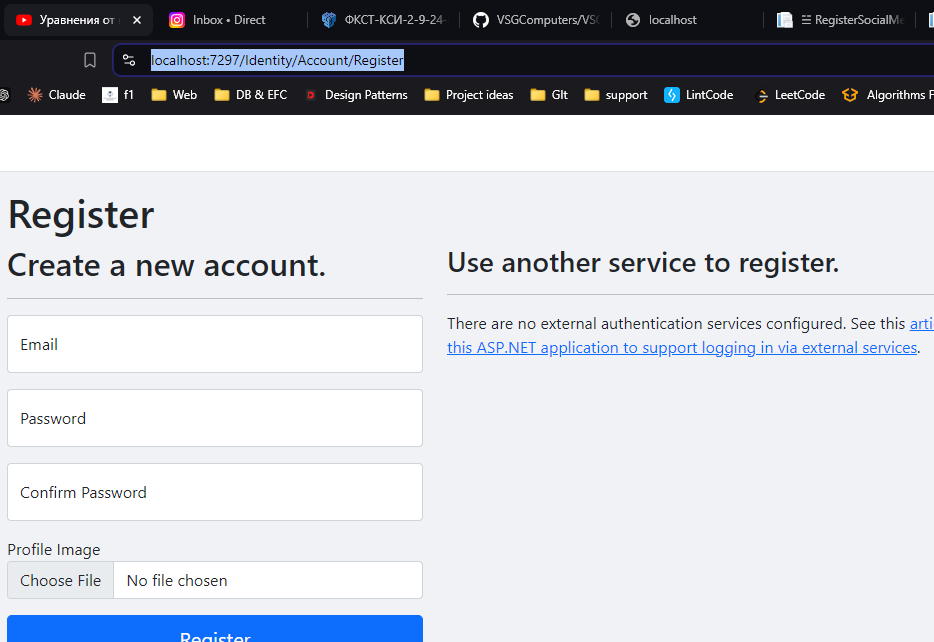 Уравнения от
Inbox • Direct
ФКСТ-КСИ-2-9-24-
VSGComputers/VSG
localhost
RegisterSocialMe
localhost:7297/Identity/Account/Register
Claude
f1
Web
DB & EFC
Design Patterns
Project ideas
GIt
support
LintCode
LeetCode
Algorithms F
Register
Create a new account.
Email
Password
Confirm Password
Profile Image
Choose File No file chosen
Register
Use another service to register.
There are no external authentication services configured. See this arti
this ASP.NET application to support logging in via external services.